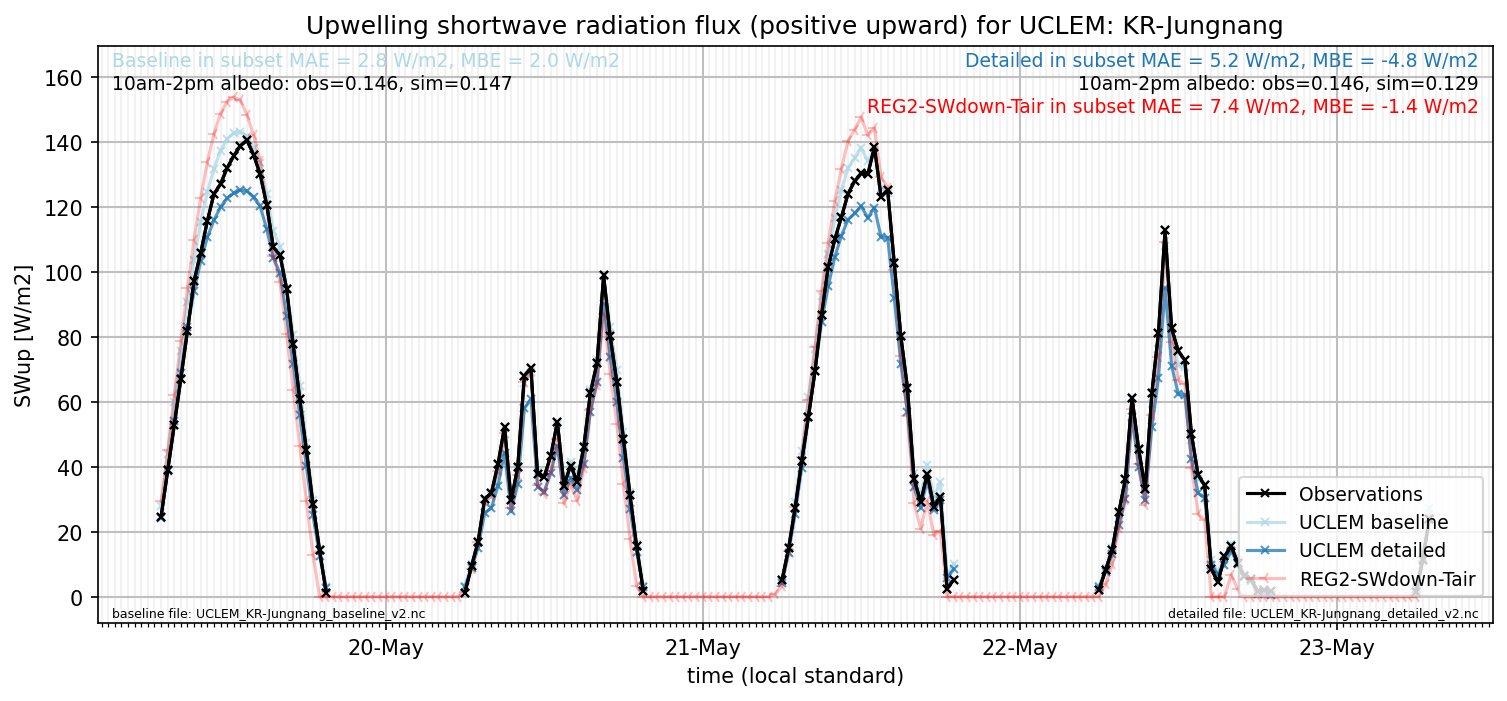 Upwelling shortwave radiation flux (positive upward) for UCLEM: KR-Jungnang
Baseline in subset MAE = 2.8 W/m2, MBE = 2.0 W/m2
10am-2pm albedo: obs=0.146, sim=0.147
Detailed in subset MAE = 5.2 W/m2, MBE = -4.8 W/m2
10am-2pm albedo: obs=0.146, sim=0.129
REG2-SWdown-Tair in subset MAE = 7.4 W/m2, MBE = -1.4 W/m2
SWup [W/m2]
160
140
120
100
80
60
40
20
0
Observations
UCLEM baseline
UCLEM detailed
REG2-SWdown-Tair
baseline file: UCLEM_KR-Jungnang_baseline_v2.nc
detailed file: UCLEM_KR-Jungnang_detailed_v2.nc
20-May
21-May
22-May
23-May
time (local standard)